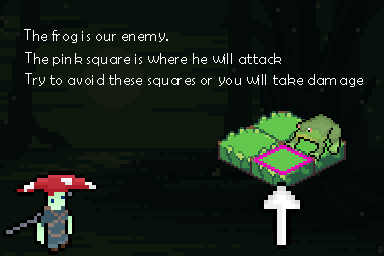 The frog is our enemy.
The pink square is where he will attack
Try to avoid these squares or you will take damage